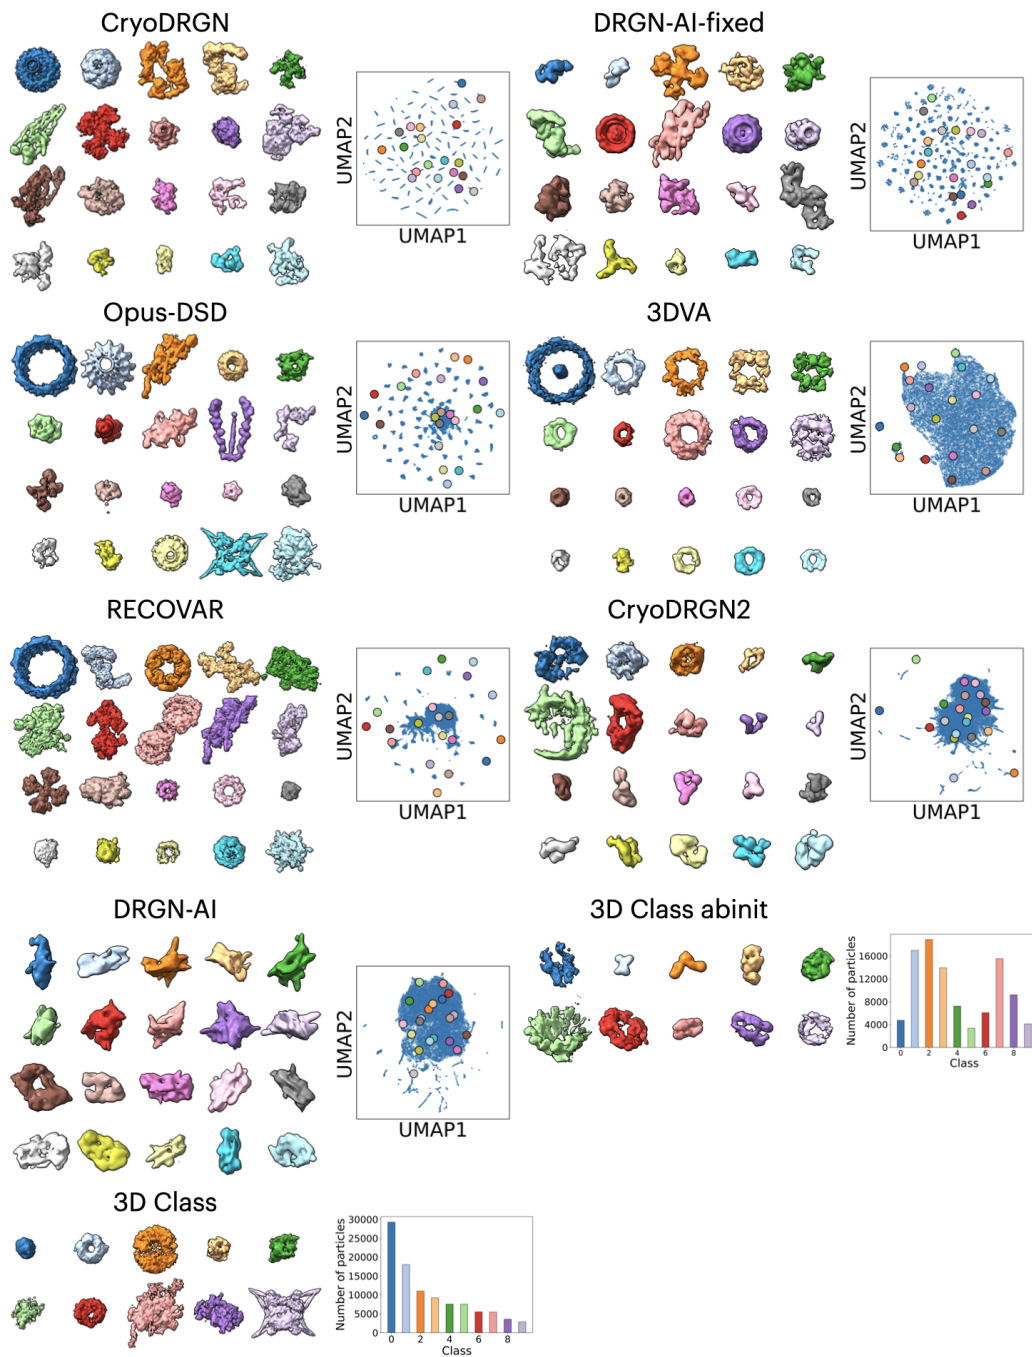 CryoDRGN
DRGN-AI-fixed
UMAP2
UMAP1
UMAP2
UMAP1
Opus-DSD
3DVA
UMAP2
UMAP1
UMAP2
UMAP1
RECOVAR
CryoDRGN2
UMAP2
UMAP1
UMAP2
UMAP1
DRGN-AI
3D Class abinit
UMAP2
UMAP1
Number of particles
16000
12000
8000
4000
0
0 2 4 6 8
Class
3D Class
Number of particles
30000
25000
20000
15000
10000
5000
0
0 2 4 6 8
Class